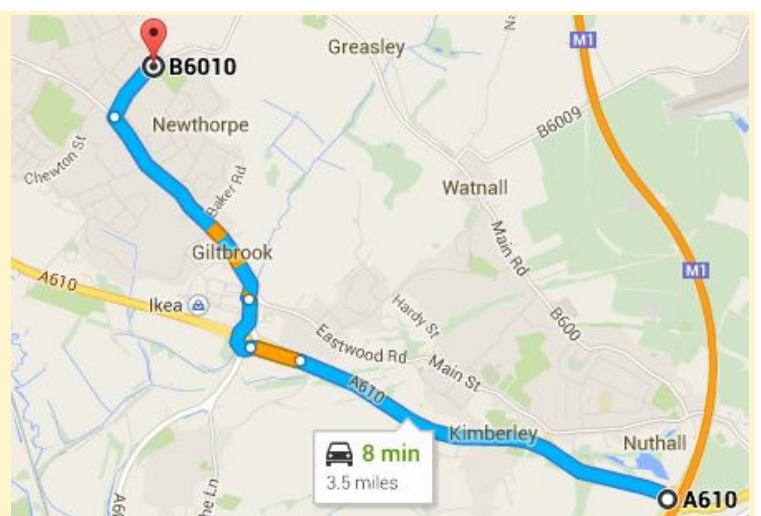 Greasley
M1
B6010
Newthorpe
B6009
Chewton St
Baker Rd
Watnall
Main Rd
Giltbrook
M1
A610
Ikea
Hardy St
B600
Eastwood Rd
Main St
A610
Kimberley
Nuthall
8 min
3.5 miles
A610